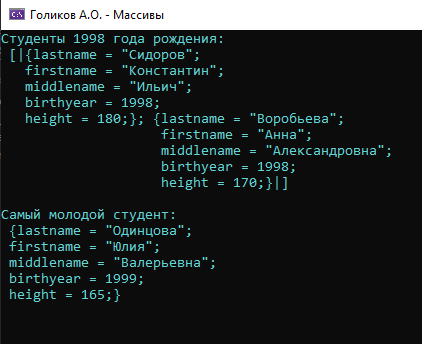 Голиков А.О. - Массивы
Студенты 1998 года рождения:
[|{lastname = "Сидоров";
firstname = "Константин";
middlename = "Ильич";
birthyear = 1998;
height = 180;}; {lastname = "Воробьева";
firstname = "Анна";
middlename = "Александровна";
birthyear = 1998;
height = 170;}|]
Самый молодой студент:
{lastname = "Одинцова";
firstname = "Юлия";
middlename = "Валерьевна";
birthyear = 1999;
height = 165;}